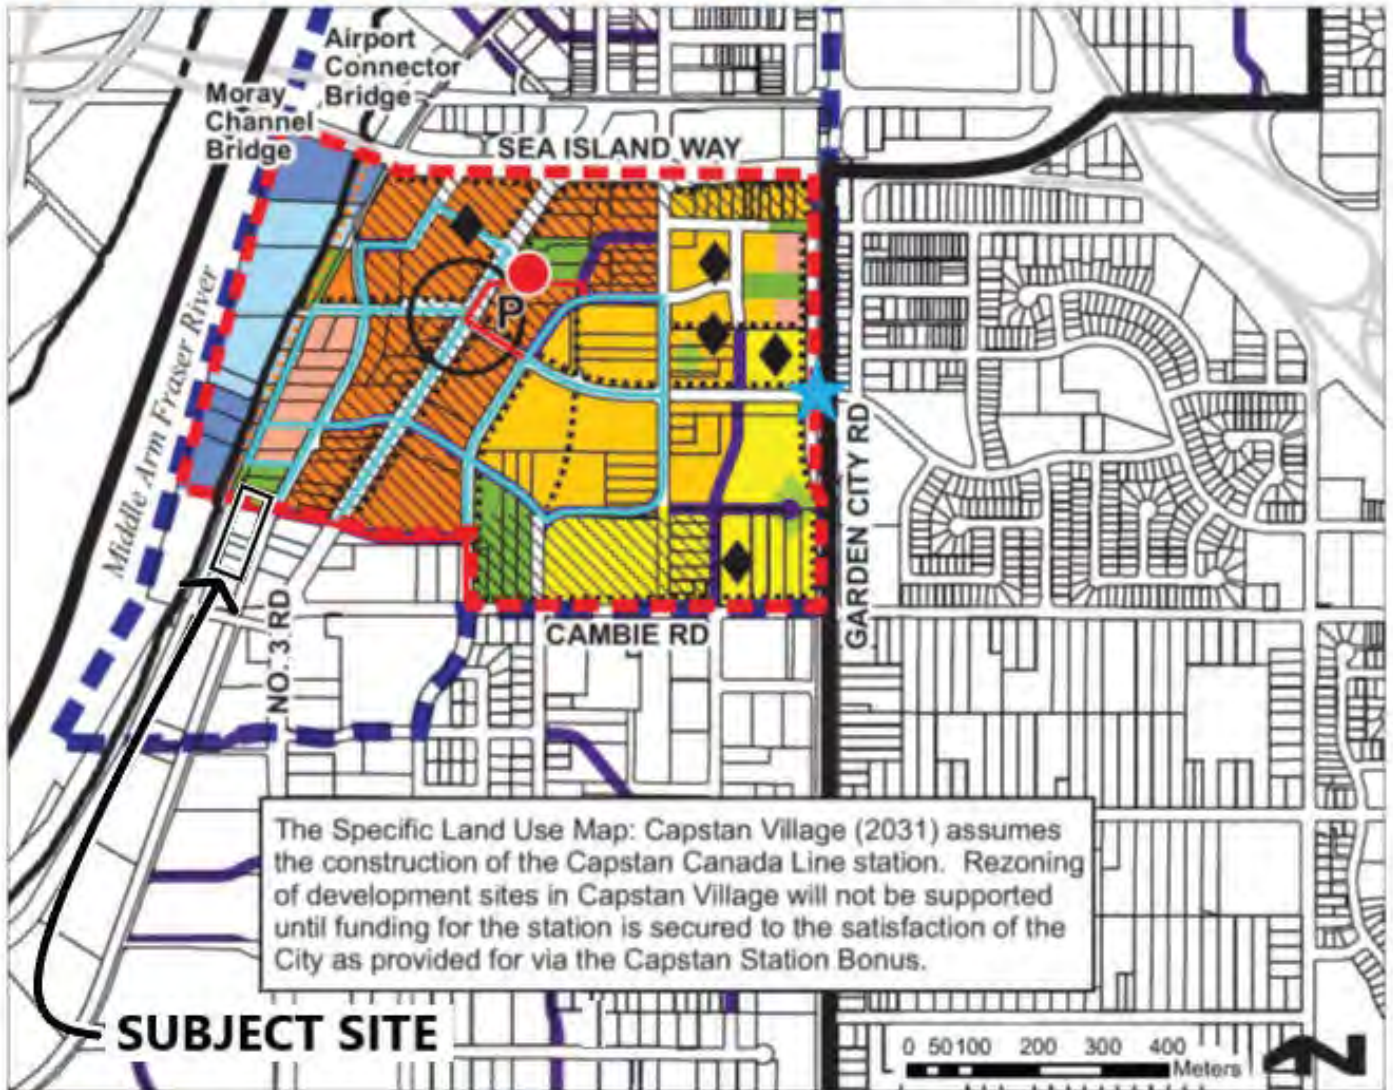 Airport
Connector
Bridge
Moray
Channel
Bridge
SEA ISLAND WAY
P
Middle Arm Fraser River
GARDEN CITY RD
NO. 3 RD
CAMBIE RD
The Specific Land Use Map: Capstan Village (2031) assumes
the construction of the Capstan Canada Line station. Rezoning
of development sites in Capstan Village will not be supported
until funding for the station is secured to the satisfaction of the
City as provided for via the Capstan Station Bonus.
SUBJECT SITE
0 50 100 200 300 400
Meters